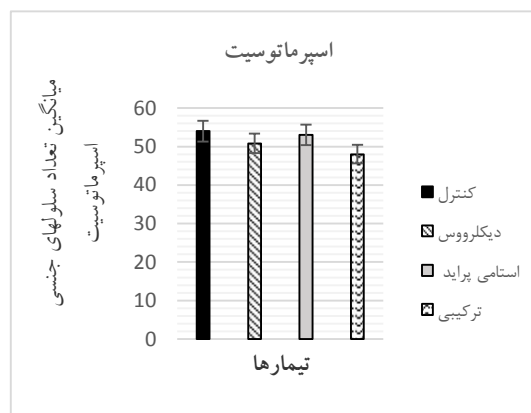 اسپرماتوسیت
میانگین تعداد سلولهای جنسی
اسپرماتوسیت
60
50
40
30
20
10
0
کنترل
دیکلرووس
استامی پراید
ترکیبی
تیمارها